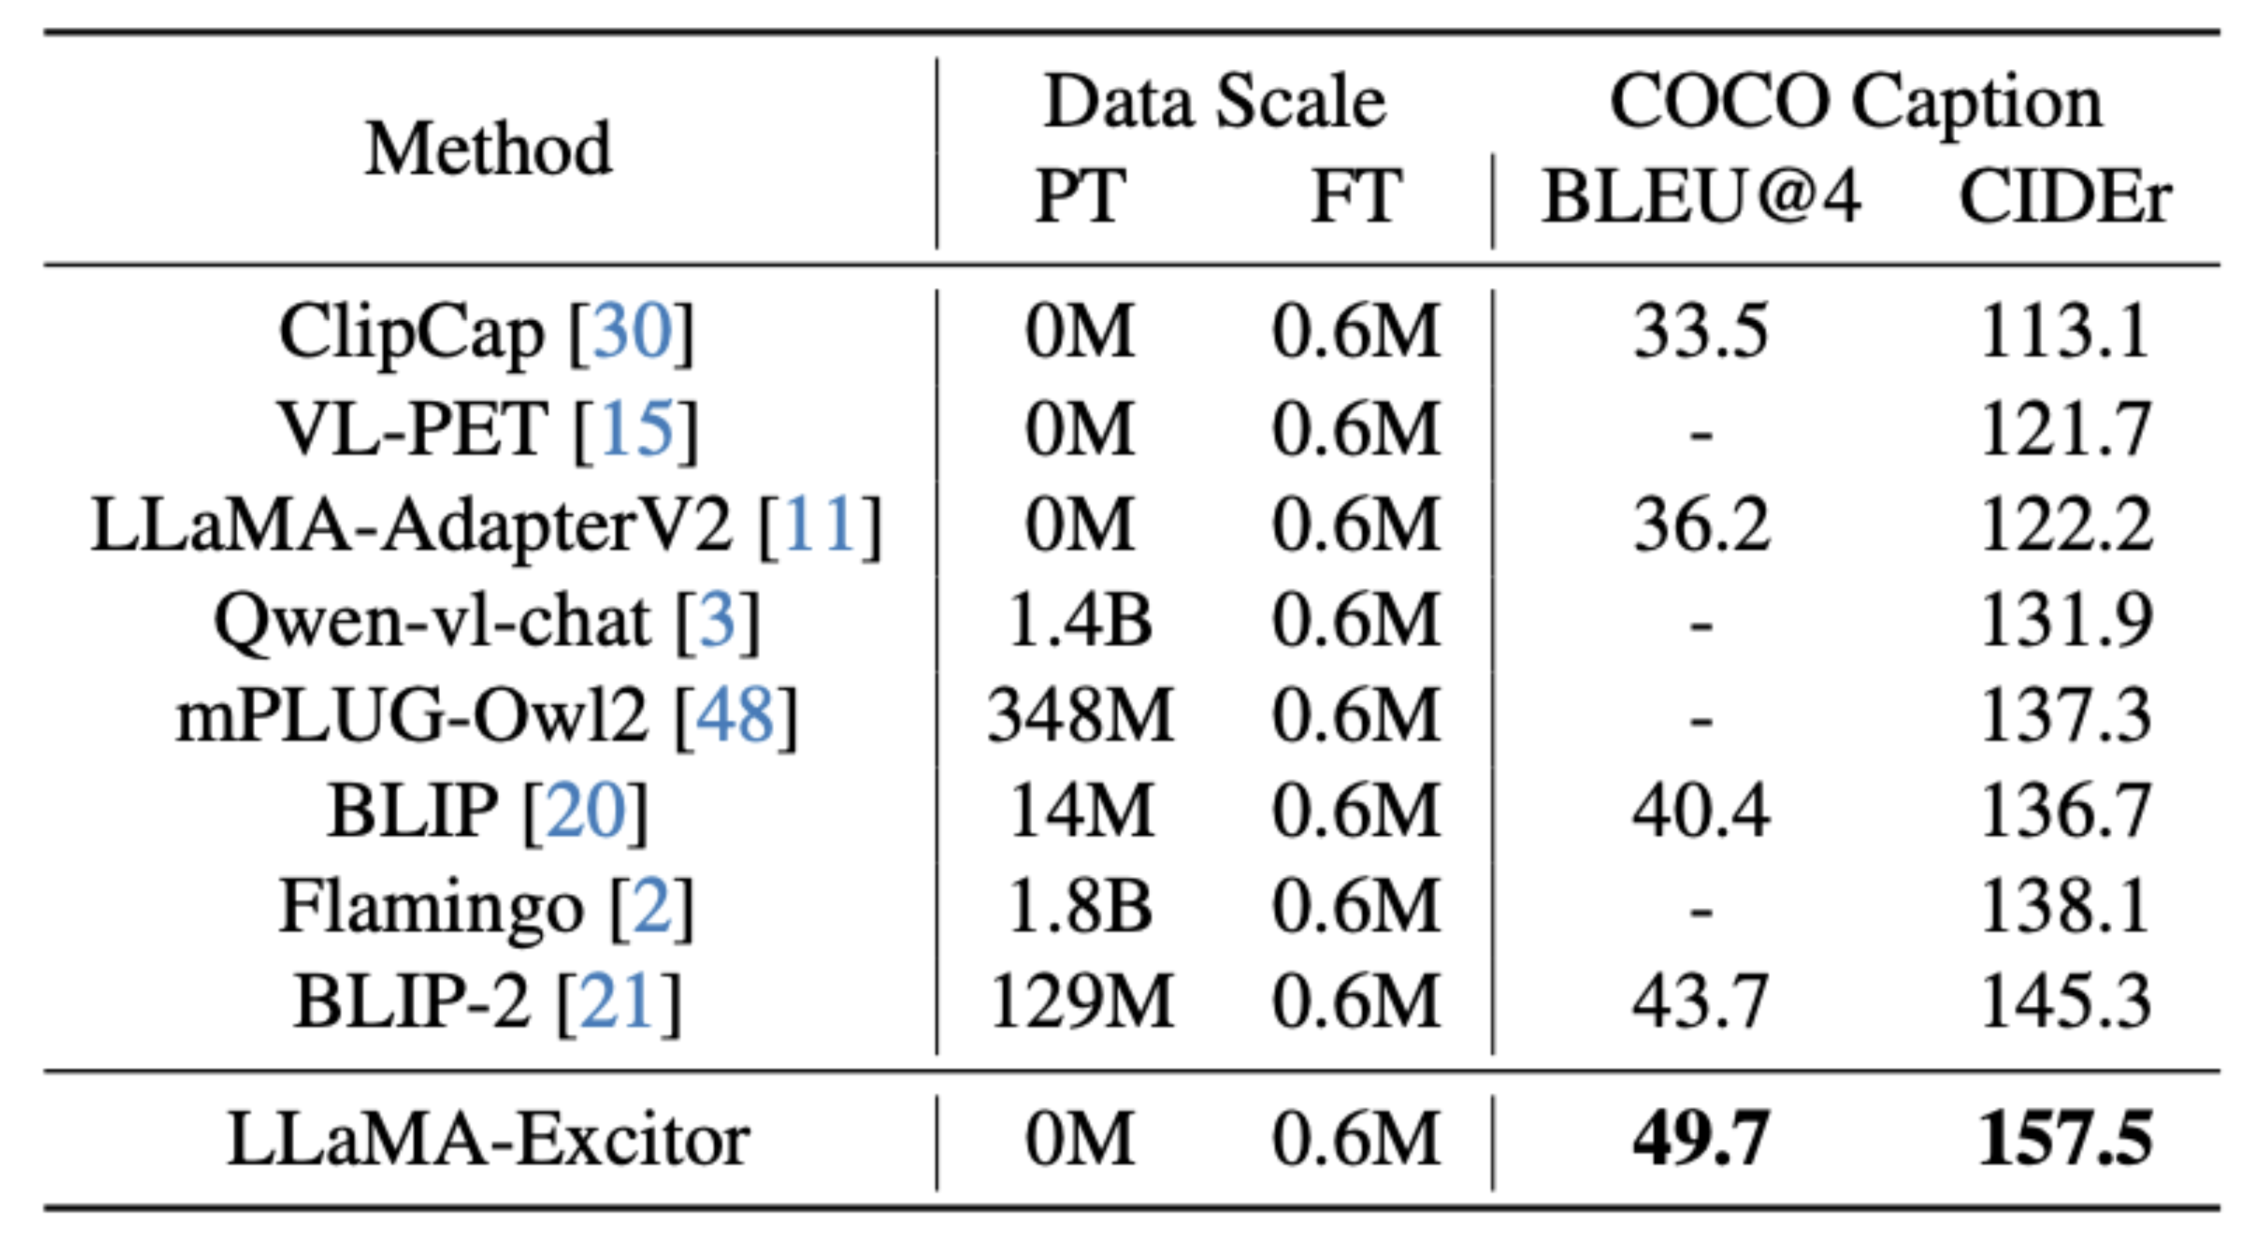 Method Data Scale COCO Caption
PT FT BLEU@4 CIDEr
ClipCap [30] 0M 0.6M 33.5 113.1
VL-PET [15] 0M 0.6M - 121.7
LLaMA-AdapterV2 [11] 0M 0.6M 36.2 122.2
Qwen-vl-chat [3] 1.4B 0.6M - 131.9
mPLUG-Owl2 [48] 348M 0.6M - 137.3
BLIP [20] 14M 0.6M 40.4 136.7
Flamingo [2] 1.8B 0.6M - 138.1
BLIP-2 [21] 129M 0.6M 43.7 145.3
LLaMA-Excitor 0M 0.6M 49.7 157.5